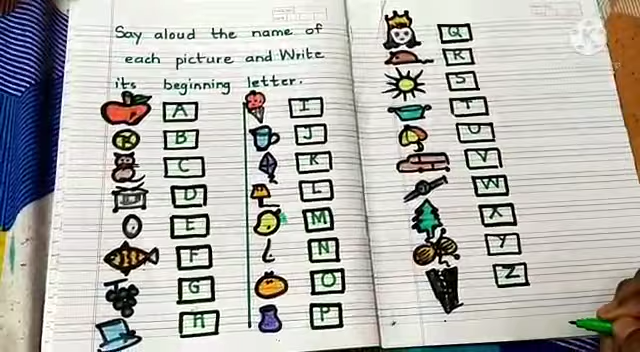 Say aloud the name of
each picture and Write
its beginning letter.
A
B
C
D
E
F
G
H
I
J
K
L
M
N
O
P
Q
R
S
T
U
V
W
X
Y
Z